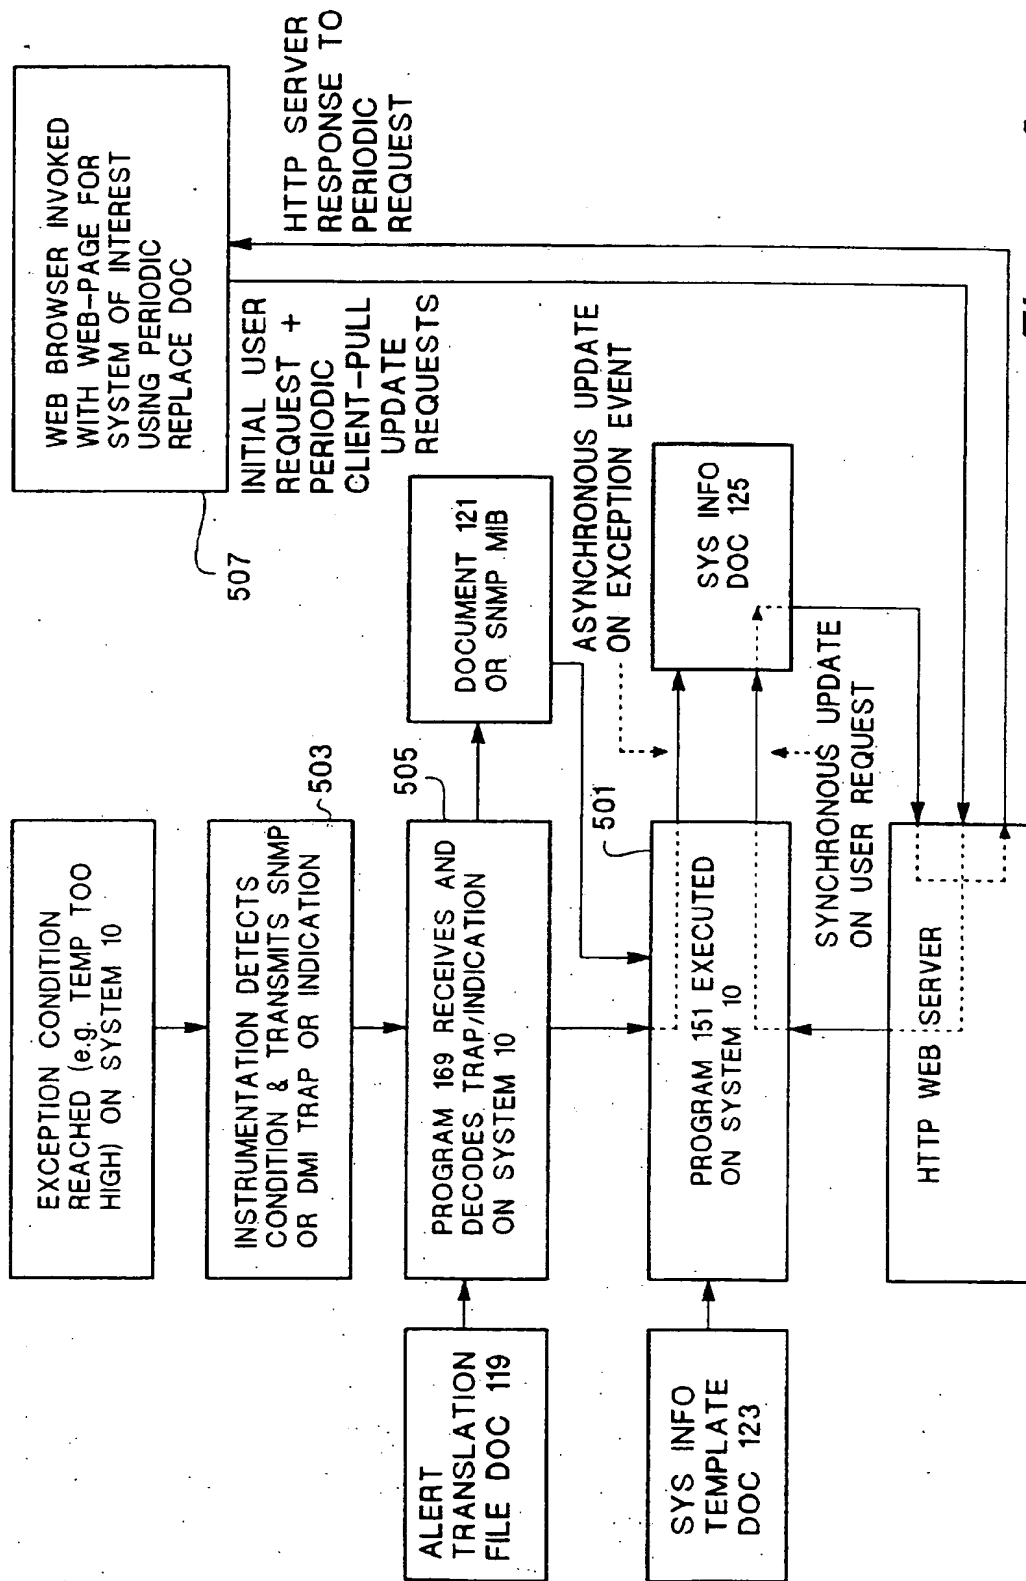 EXCEPTION CONDITION
REACHED (e.g. TEMP TOO
HIGH) ON SYSTEM 10
INSTRUMENTATION DETECTS
CONDITION & TRANSMITS SNMP
OR DMI TRAP OR INDICATION
503
ALERT
TRANSLATION
FILE DOC 119
PROGRAM 169 RECEIVES AND
DECODES TRAP/INDICATION
ON SYSTEM 10
505
DOCUMENT 121
OR SNMP MIB
SYS INFO
TEMPLATE
DOC 123
PROGRAM 151 EXECUTED
ON SYSTEM 10
501
ASYNCHRONOUS UPDATE
ON EXCEPTION EVENT
SYS INFO
DOC 125
SYNCHRONOUS UPDATE
ON USER REQUEST
HTTP WEB SERVER
WEB BROWSER INVOKED
WITH WEB-PAGE FOR
SYSTEM OF INTEREST
USING PERIODIC
REPLACE DOC
507
INITIAL USER
REQUEST +
PERIODIC
CLIENT-PULL
UPDATE
REQUESTS
HTTP SERVER
RESPONSE TO
PERIODIC
REQUEST